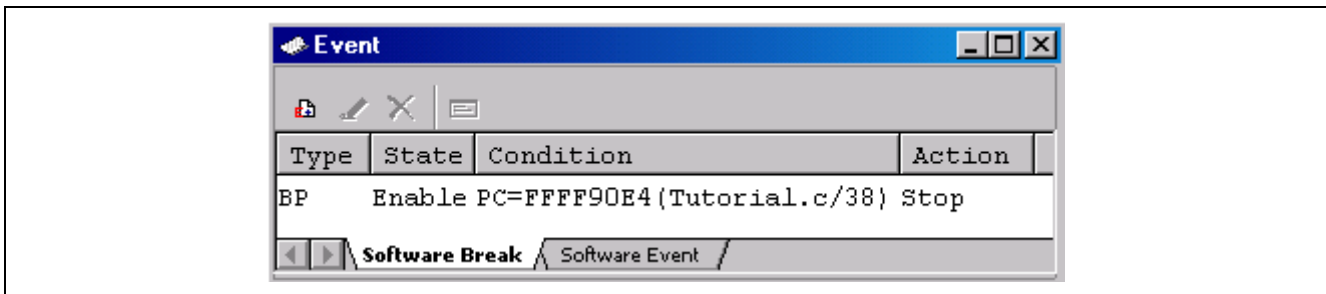 Event
Type State Condition Action
BP Enable PC=FFFF90E4(Tutorial.c/38) Stop
Software Break Software Event